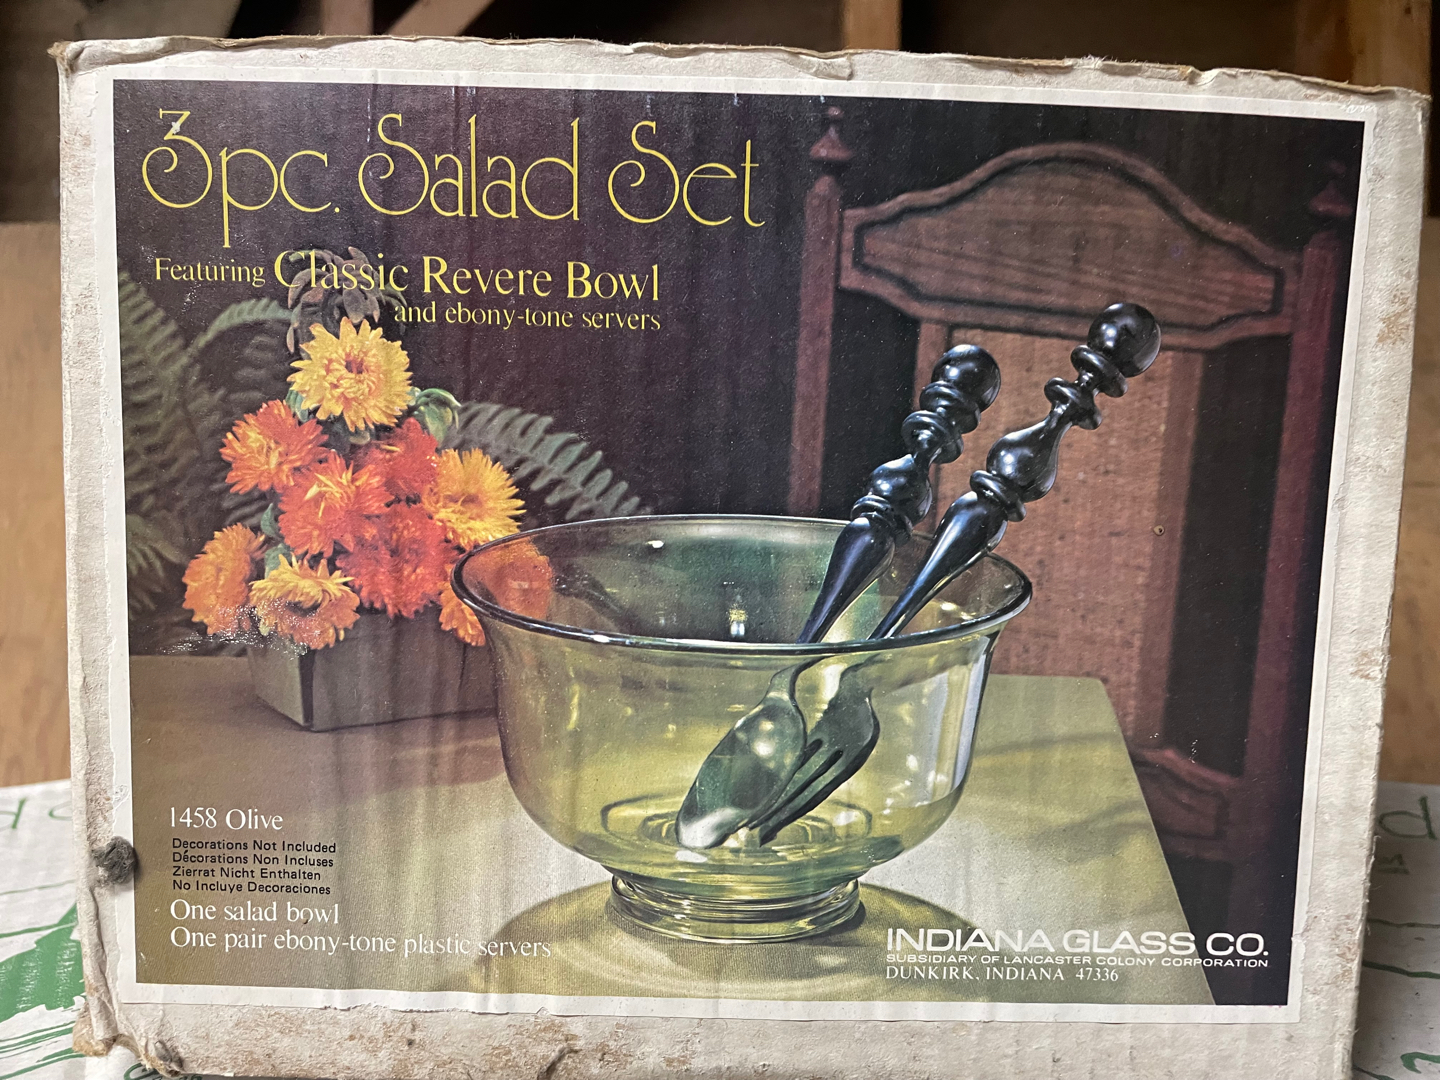 3pc. Salad Set
Featuring Classic Revere Bowl
and ebony-tone servers
1458 Olive
Decorations Not Included
Décorations Non Incluses
Zierrat Nicht Enthalten
No Incluye Decoraciones
One salad bowl
One pair ebony-tone plastic servers
INDIANA GLASS CO.
SUBSIDIARY OF LANCASTER COLONY CORPORATION
DUNKIRK, INDIANA 47336